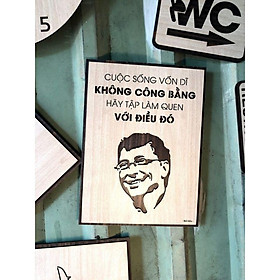 5
WC
CUỘC SỐNG VỐN DĨ
KHÔNG CÔNG BẰNG
HÃY TẬP LÀM QUEN
VỚI ĐIỀU ĐÓ